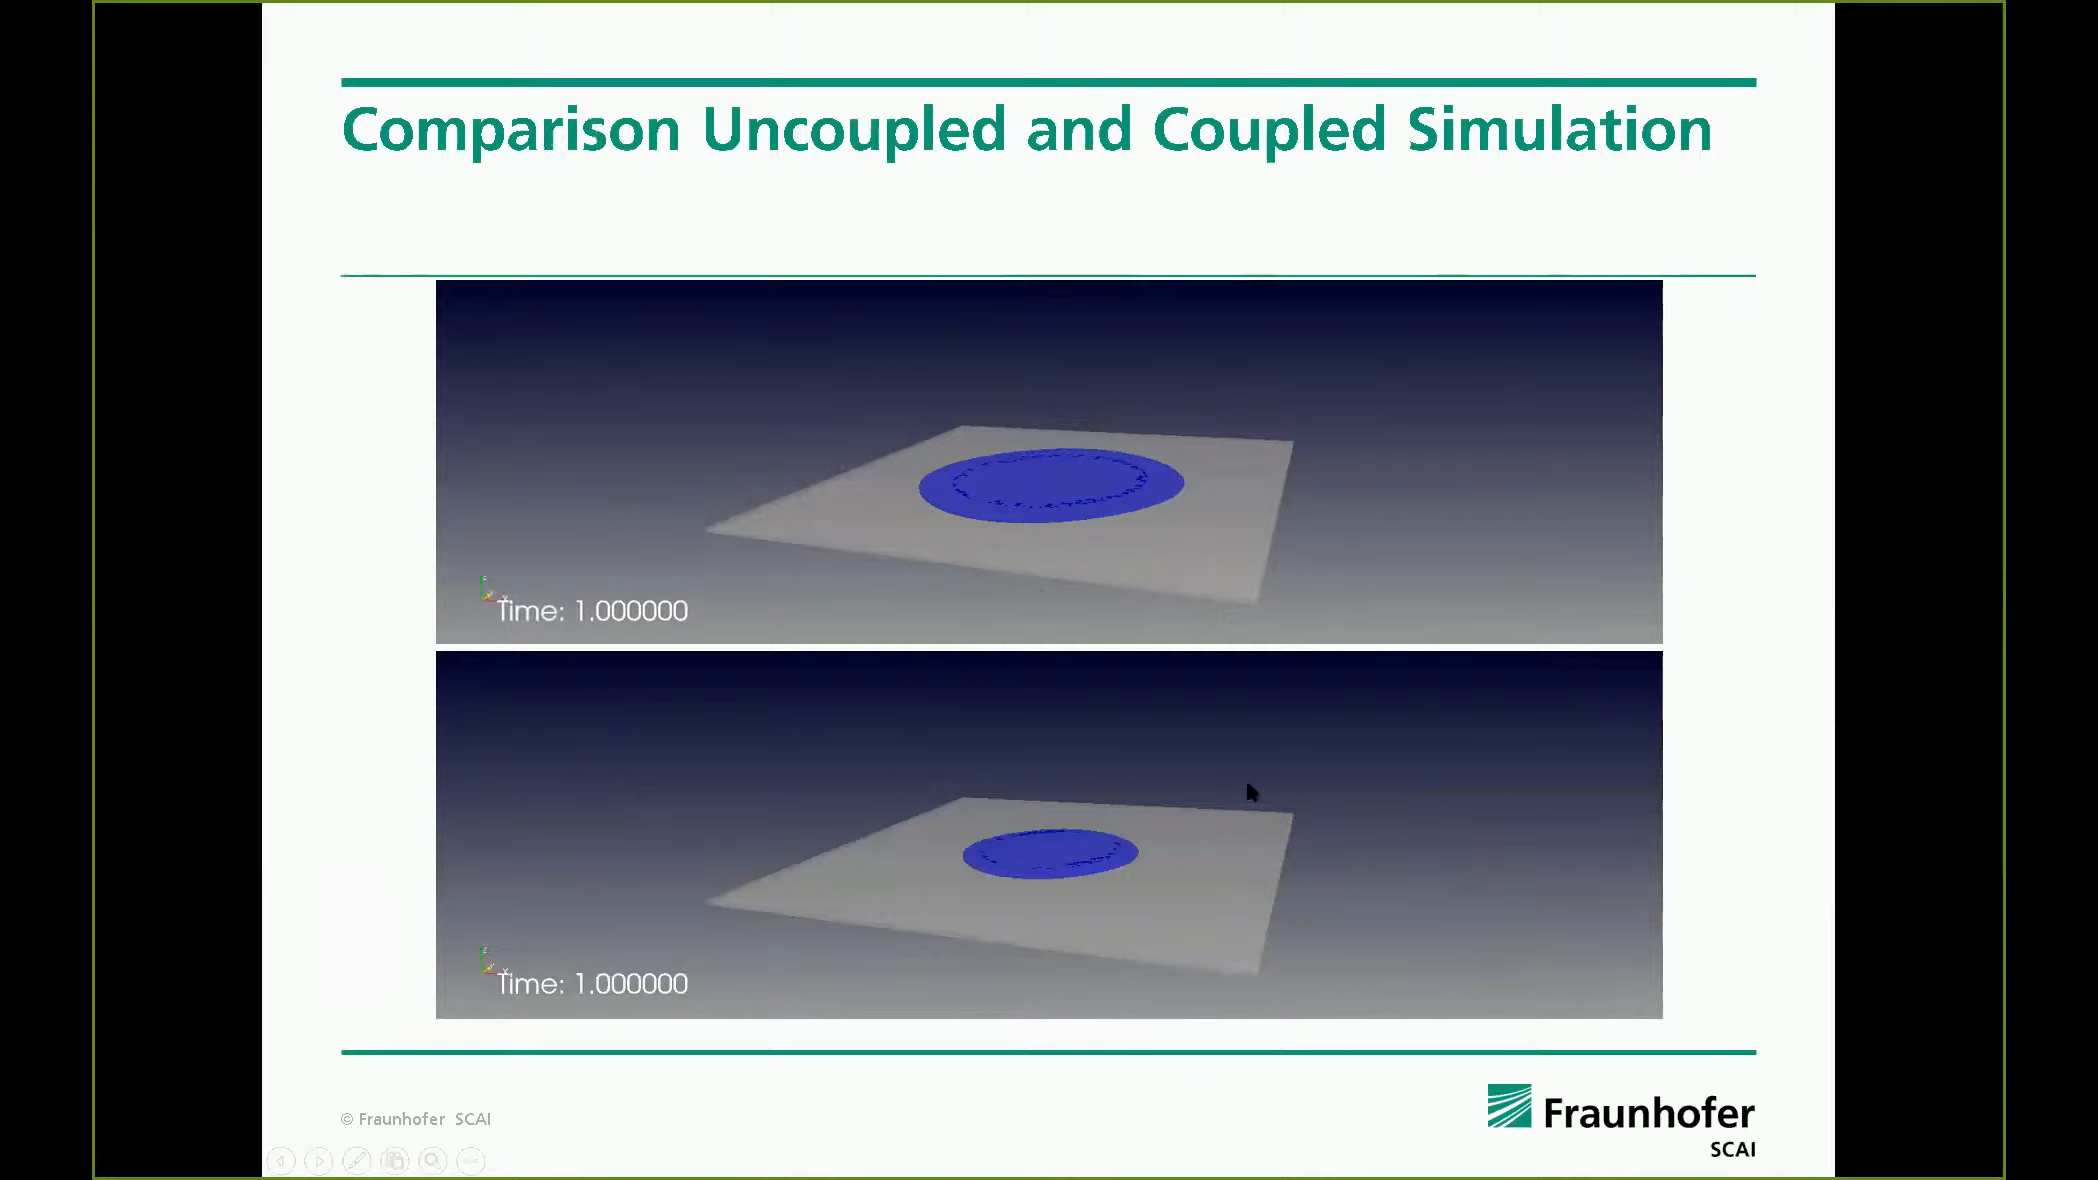 Comparison Uncoupled and Coupled Simulation
Time: 1.000000
Time: 1.000000
© Fraunhofer SCAI
Fraunhofer
SCAI